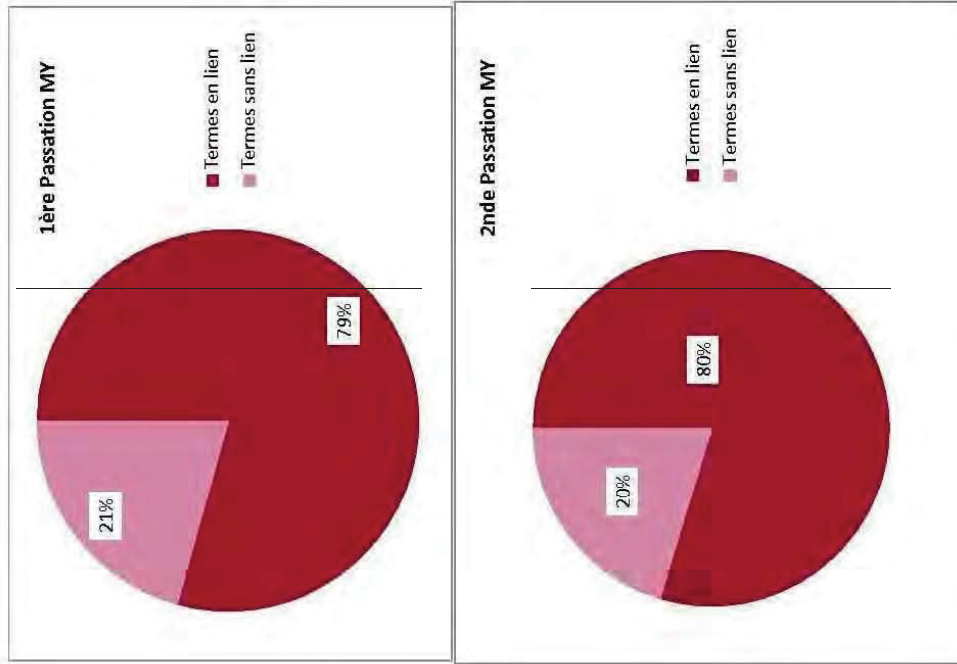 1ère Passation MY
Termes en lien
Termes sans lien
21%
79%
2nde Passation MY
Termes en lien
Termes sans lien
20%
80%